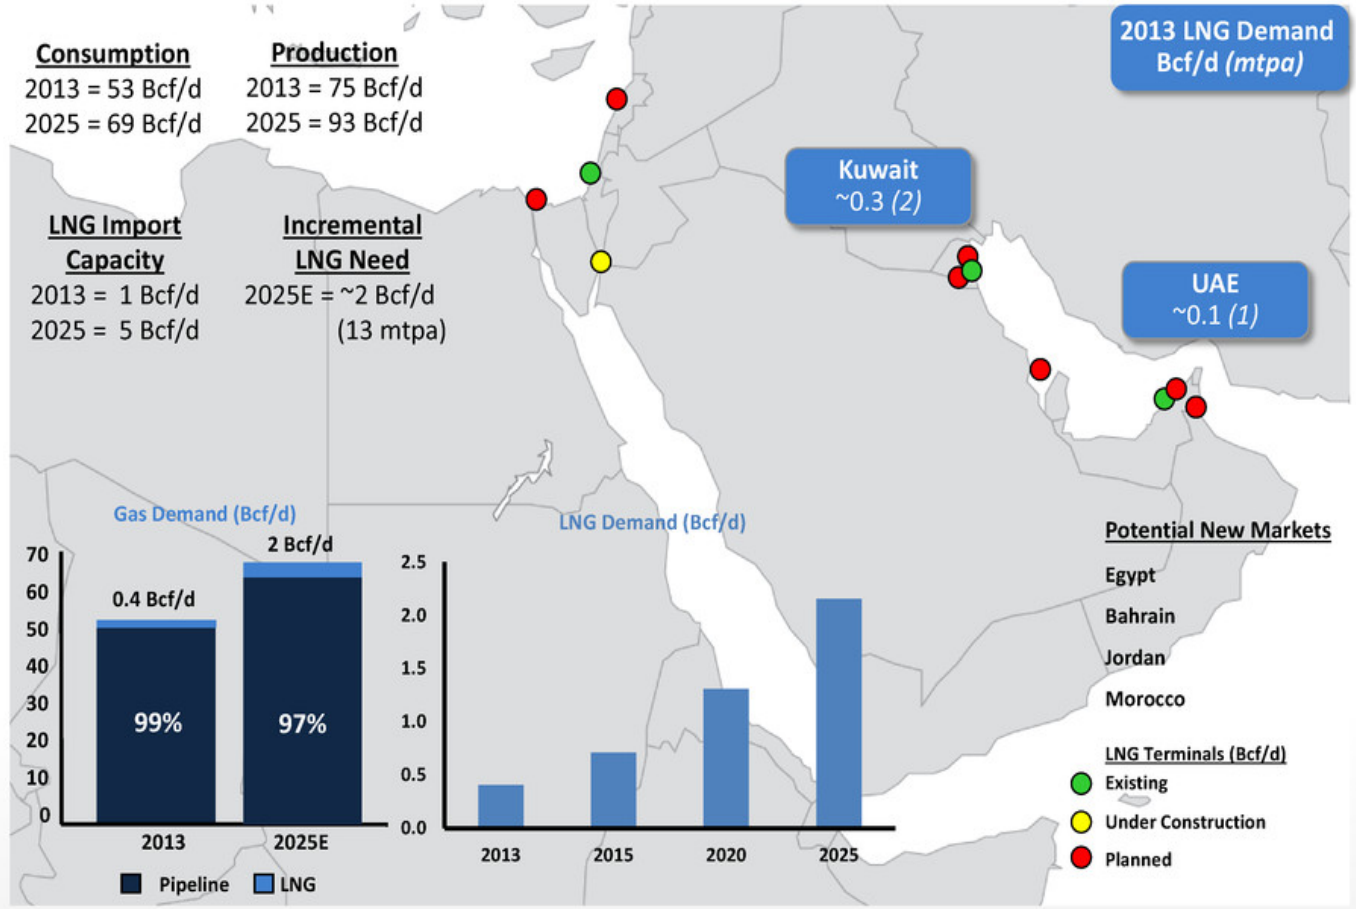 Consumption
2013 = 53 Bcf/d
2025 = 69 Bcf/d
Production
2013 = 75 Bcf/d
2025 = 93 Bcf/d
2013 LNG Demand
Bcf/d (mtpa)
Kuwait
~0.3 (2)
UAE
~0.1 (1)
LNG Import
Capacity
2013 = 1 Bcf/d
2025 = 5 Bcf/d
Incremental
LNG Need
2025E = ~2 Bcf/d
(13 mtpa)
Gas Demand (Bcf/d)
2 Bcf/d
0.4 Bcf/d
70
60
50
40
30
20
10
0
99%
97%
2013
2025E
Pipeline
LNG
LNG Demand (Bcf/d)
2.5
2.0
1.5
1.0
0.5
0.0
2013
2015
2020
2025
Potential New Markets
Egypt
Bahrain
Jordan
Morocco
LNG Terminals (Bcf/d)
Existing
Under Construction
Planned